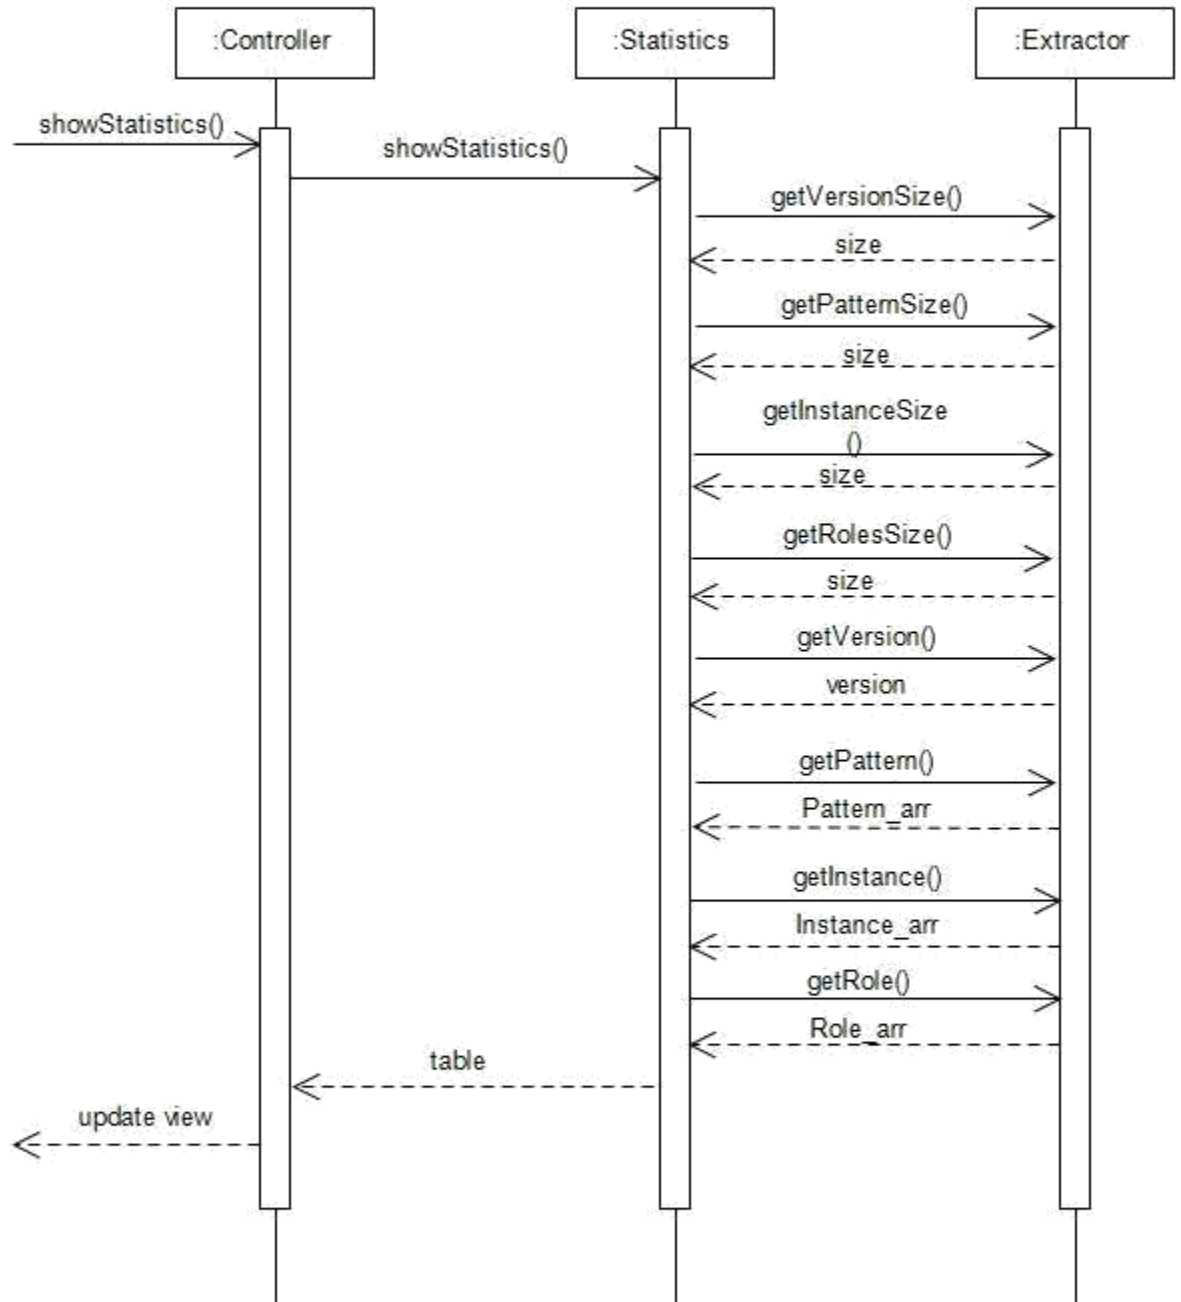 :Controller
:Statistics
:Extractor
showStatistics()
showStatistics()
getVersionSize()
size
getPatternSize()
size
getInstanceSize
()
size
getRolesSize()
size
getVersion()
version
getPattern()
Pattern_arr
getInstance()
Instance_arr
getRole()
Role_arr
table
update view